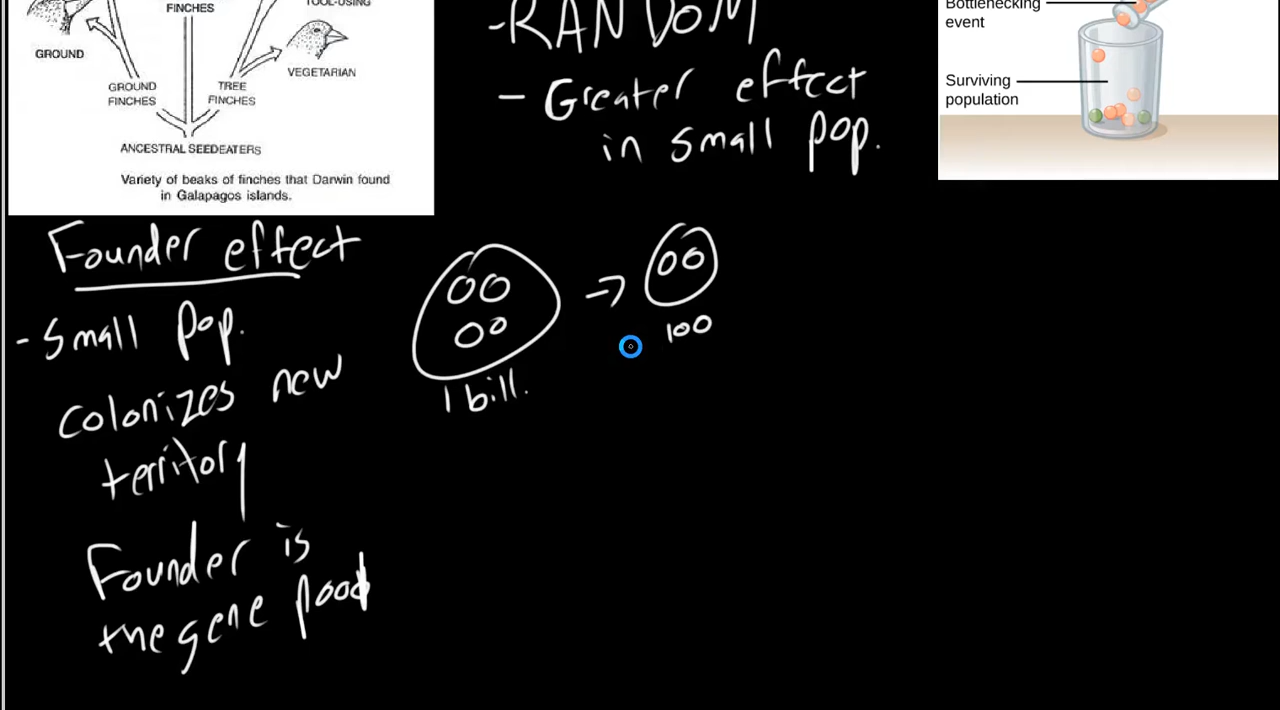 TOOL-USING
FINCHES
GROUND
VEGETARIAN
GROUND
FINCHES
TREE
FINCHES
ANCESTRAL SEEDEATERS
Variety of beaks of finches that Darwin found
in Galapagos islands.
-RANDOM
- Greater effect
in small pop.
Bottlenecking
event
Surviving
population
Founder effect
- Small pop.
colonizes new
territory
Founder is
the gene pool
1 bill.
→
100